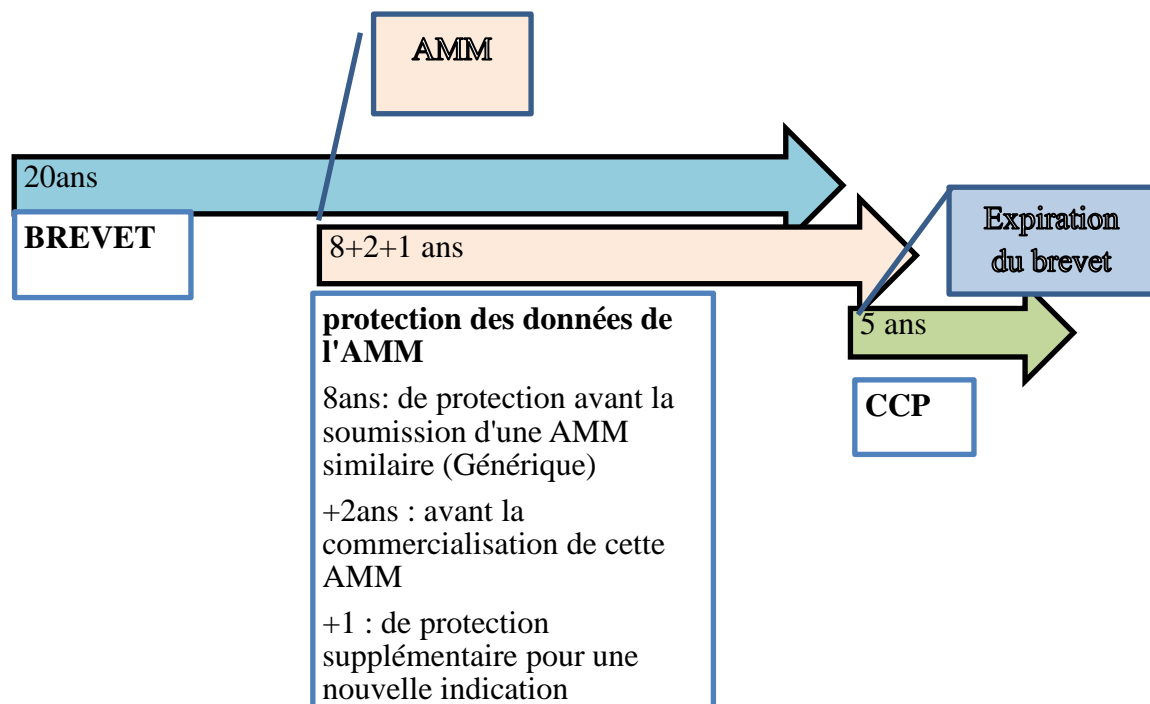 AMM
20ans
BREVET
8+2+1 ans
Expiration
du brevet
protection des données de
l'AMM
8ans: de protection avant la
soumission d'une AMM
similaire (Générique)
+2ans : avant la
commercialisation de cette
AMM
+1 : de protection
supplémentaire pour une
nouvelle indication
5 ans
CCP